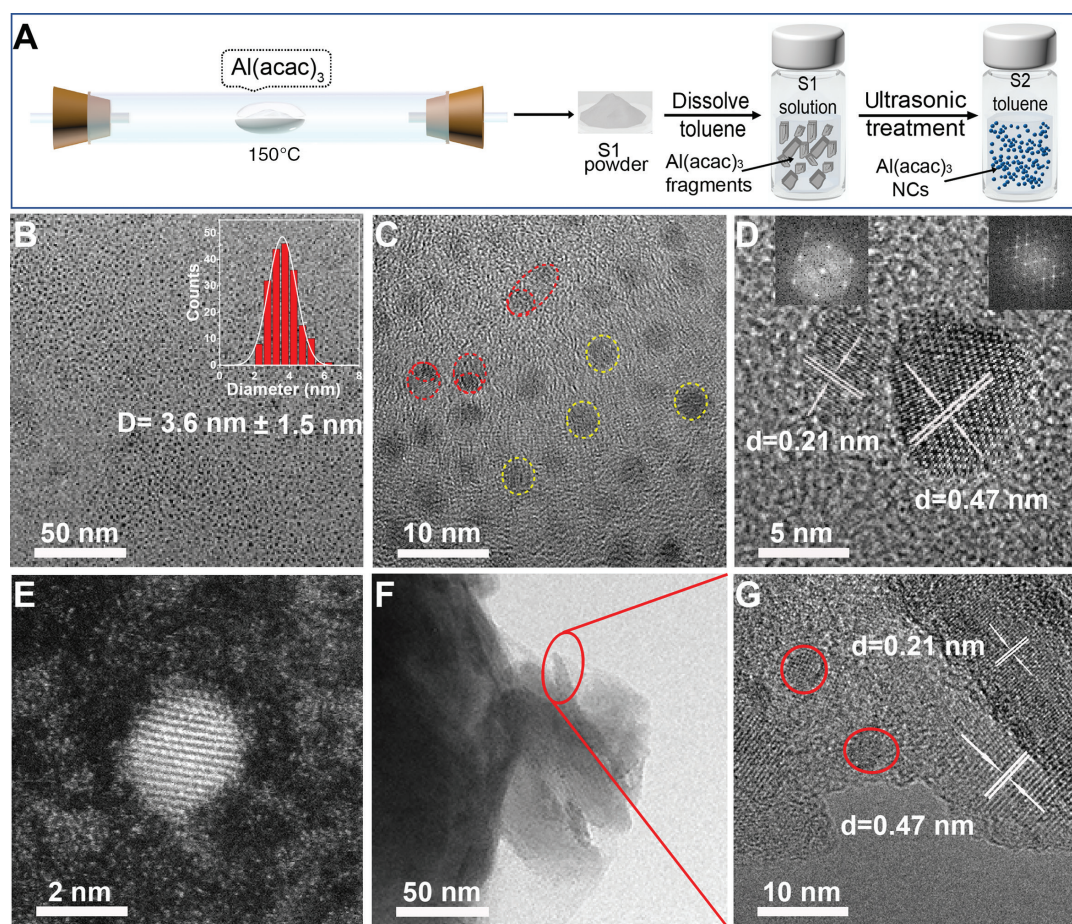 A
Al(acac)₃
150°C
S1
powder
Dissolve
toluene
S1
solution
Al(acac)₃
fragments
Ultrasonic
treatment
S2
toluene
Al(acac)₃
NCs
B
Counts
50
40
30
20
10
0
0 2 4 6 8
Diameter (nm)
D= 3.6 nm ± 1.5 nm
50 nm
C
10 nm
D
d=0.21 nm
d=0.47 nm
5 nm
E
2 nm
F
50 nm
G
d=0.21 nm
d=0.47 nm
10 nm